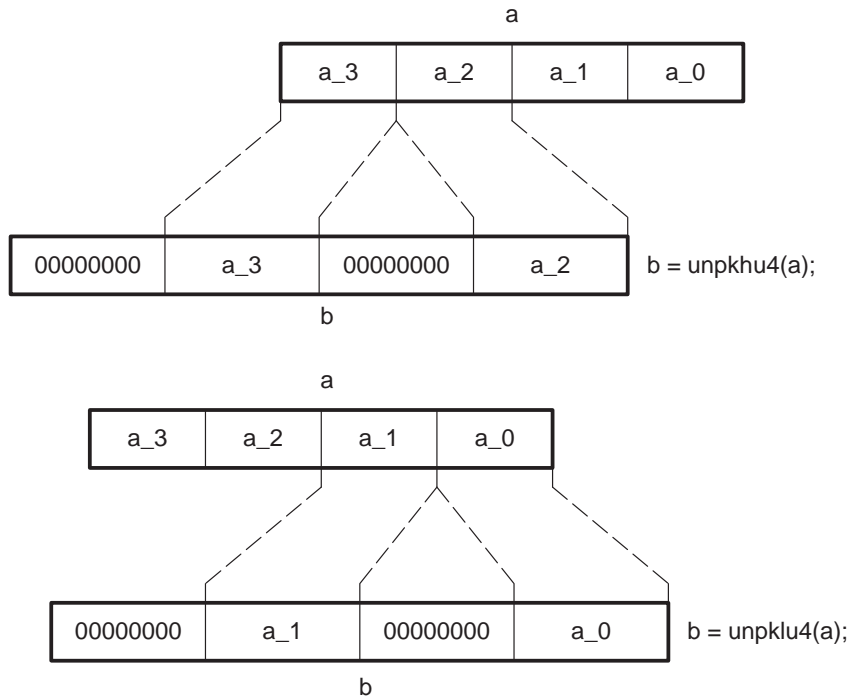 a
a_3 a_2 a_1 a_0
00000000 a_3 00000000 a_2 b = unpkhu4(a);
b
a
a_3 a_2 a_1 a_0
00000000 a_1 00000000 a_0 b = unpklu4(a);
b